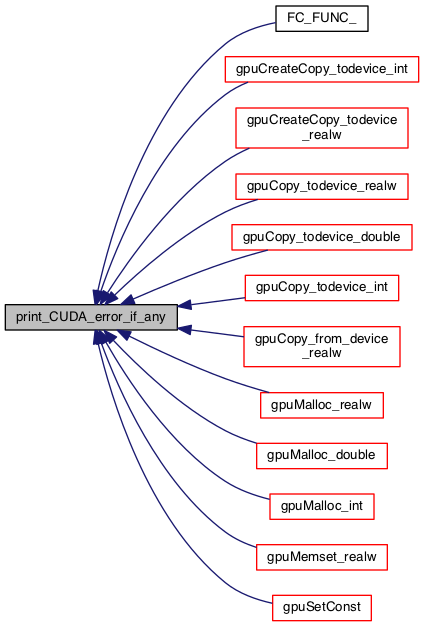 FC_FUNC_
gpuCreateCopy_todevice_int
gpuCreateCopy_todevice
_realw
gpuCopy_todevice_realw
gpuCopy_todevice_double
gpuCopy_todevice_int
print_CUDA_error_if_any
gpuCopy_from_device
_realw
gpuMalloc_realw
gpuMalloc_double
gpuMalloc_int
gpuMemset_realw
gpuSetConst